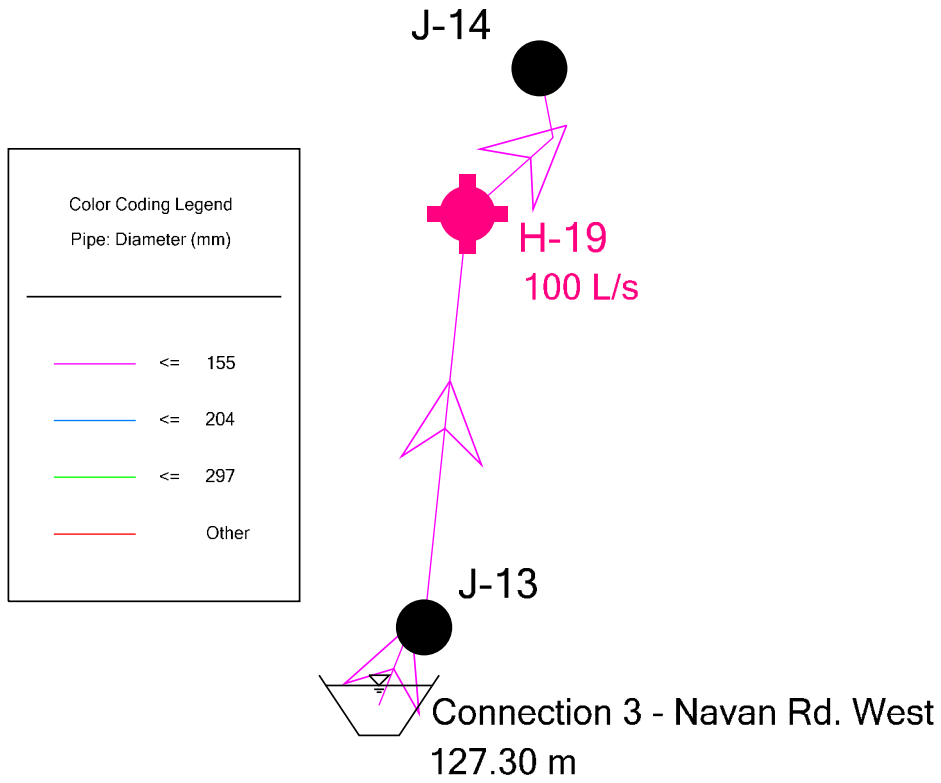 J-14
Color Coding Legend
Pipe: Diameter (mm)
H-19
100 L/s
<= 155
<= 204
<= 297
Other
J-13
Connection 3 - Navan Rd. West
127.30 m